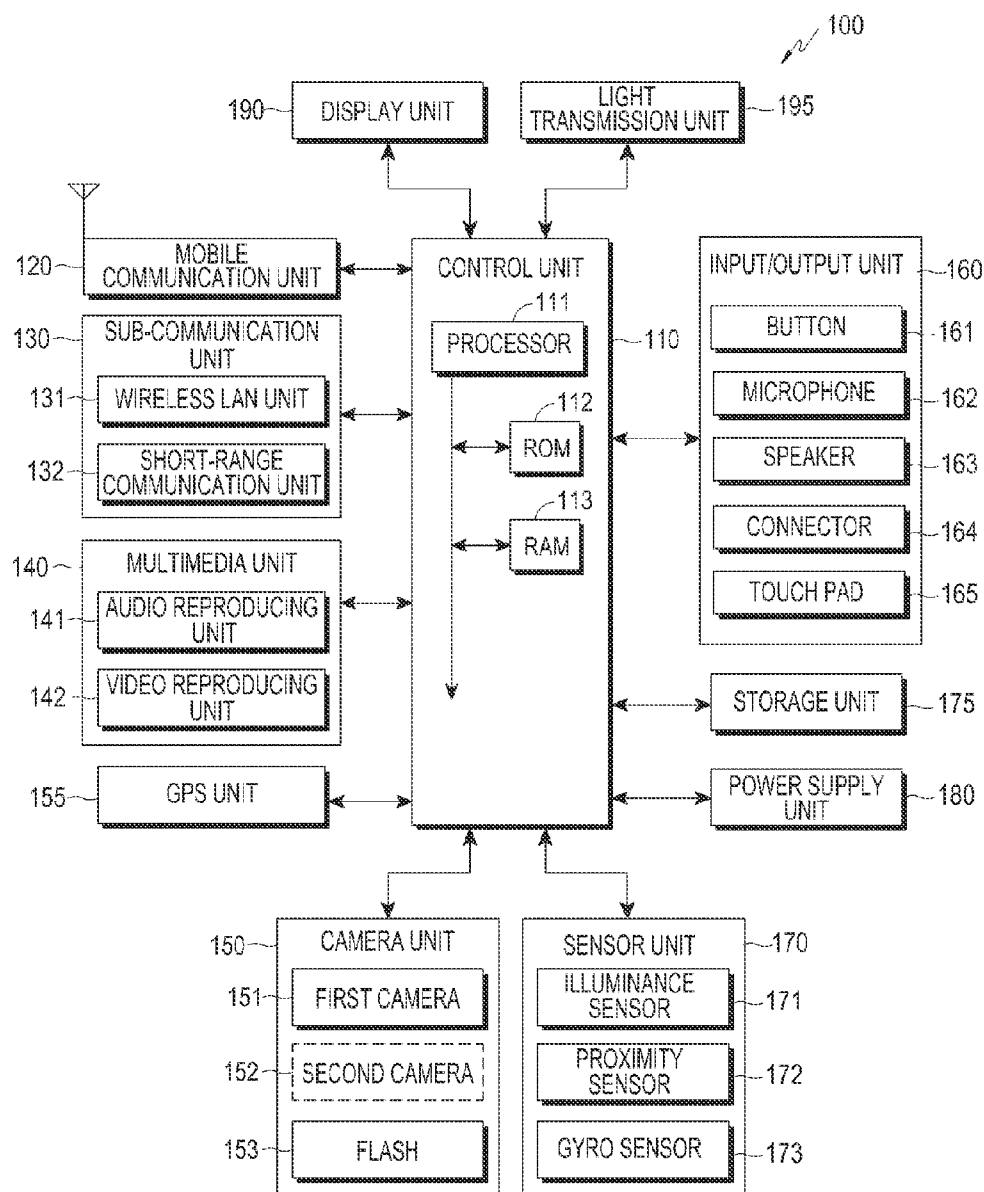 100
190
DISPLAY UNIT
LIGHT
TRANSMISSION UNIT
195
120
MOBILE
COMMUNICATION UNIT
130
SUB-COMMUNICATION
UNIT
131
WIRELESS LAN UNIT
132
SHORT-RANGE
COMMUNICATION UNIT
140
MULTIMEDIA UNIT
141
AUDIO REPRODUCING
UNIT
142
VIDEO REPRODUCING
UNIT
155
GPS UNIT
CONTROL UNIT
110
111
PROCESSOR
112
ROM
113
RAM
INPUT/OUTPUT UNIT
160
BUTTON
161
MICROPHONE
162
SPEAKER
163
CONNECTOR
164
TOUCH PAD
165
STORAGE UNIT
175
POWER SUPPLY
UNIT
180
150
CAMERA UNIT
151
FIRST CAMERA
152
SECOND CAMERA
153
FLASH
SENSOR UNIT
170
ILLUMINANCE
SENSOR
171
PROXIMITY
SENSOR
172
GYRO SENSOR
173